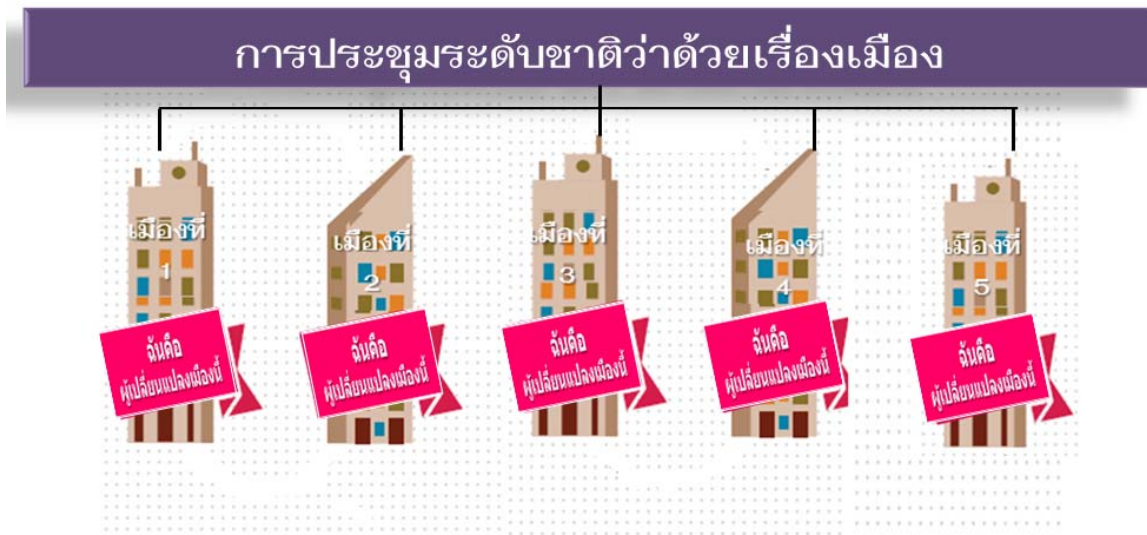 การประชุมระดับชาติว่าด้วยเรื่องเมือง
เมืองที่
1
ฉันคือ
ผู้เปลี่ยนแปลงเมืองนี้
เมืองที่
2
ฉันคือ
ผู้เปลี่ยนแปลงเมืองนี้
เมืองที่
3
ฉันคือ
ผู้เปลี่ยนแปลงเมืองนี้
เมืองที่
4
ฉันคือ
ผู้เปลี่ยนแปลงเมืองนี้
เมืองที่
5
ฉันคือ
ผู้เปลี่ยนแปลงเมืองนี้